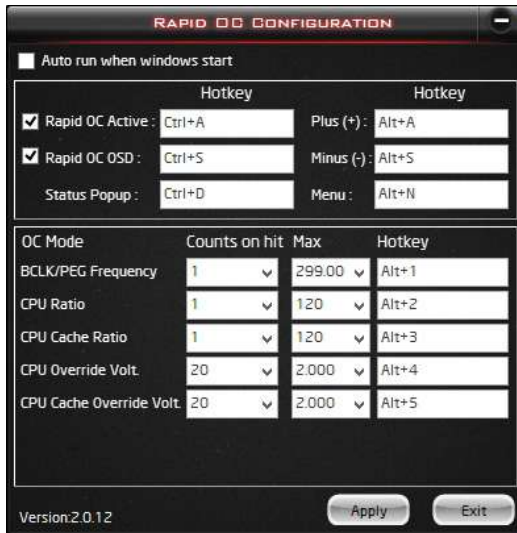 RAPID OC CONFIGURATION
Auto run when windows start
Hotkey Hotkey
Rapid OC Active : Ctrl+A Plus (+) : Alt+A
Rapid OC OSD : Ctrl+S Minus (-) : Alt+S
Status Popup : Ctrl+D Menu : Alt+N
OC Mode Counts on hit Max Hotkey
BCLK/PEG Frequency 1 299.00 Alt+1
CPU Ratio 1 120 Alt+2
CPU Cache Ratio 1 120 Alt+3
CPU Override Volt. 20 2.000 Alt+4
CPU Cache Override Volt. 20 2.000 Alt+5
Version:2.0.12 Apply Exit